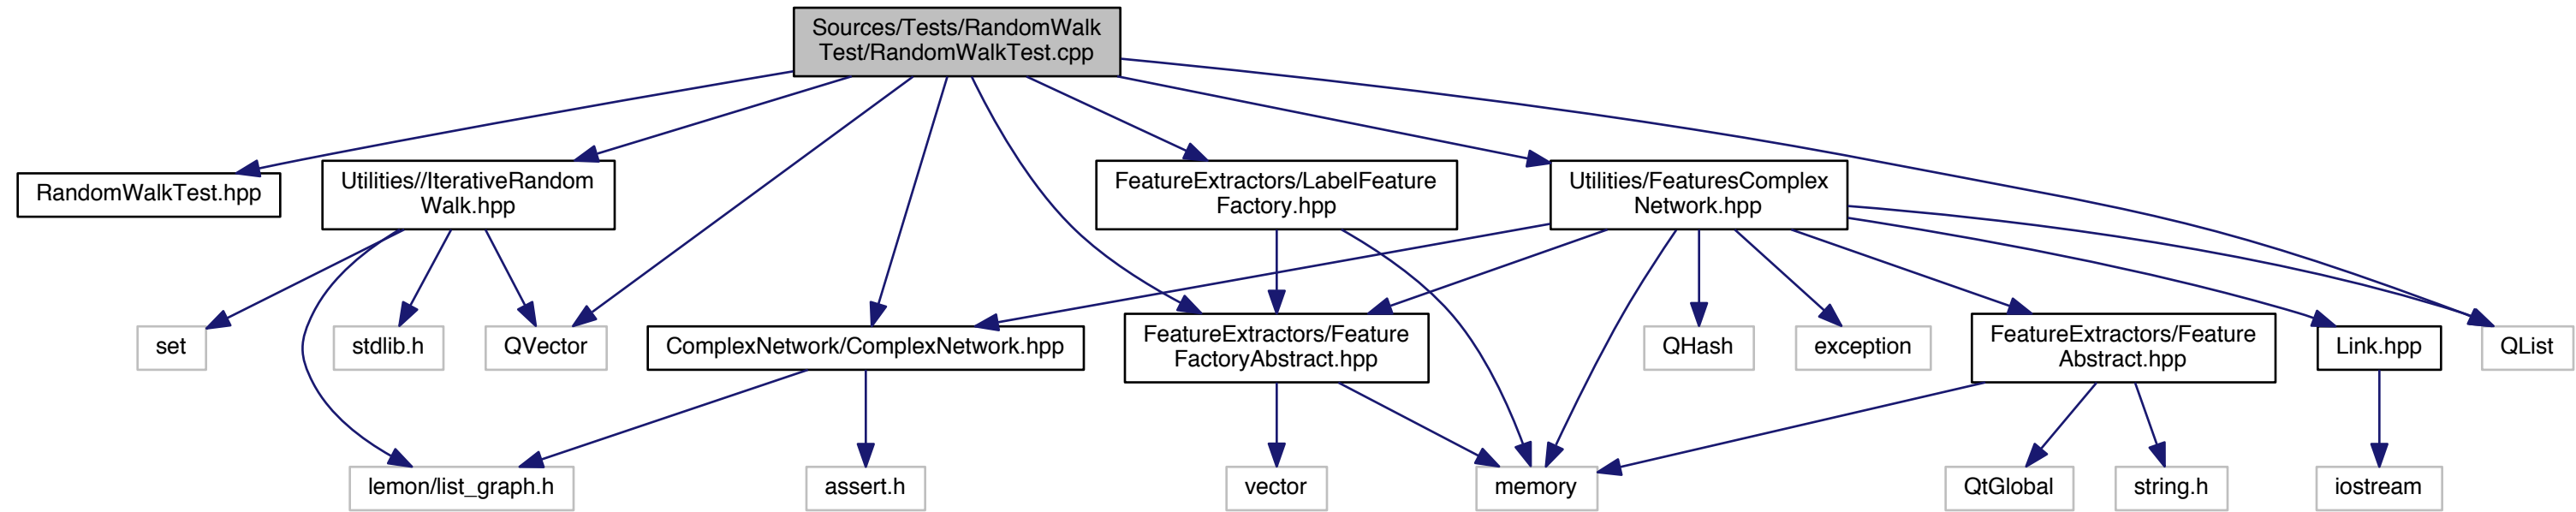 Sources/Tests/RandomWalk
Test/RandomWalkTest.cpp
RandomWalkTest.hpp
Utilities//IterativeRandom
Walk.hpp
FeatureExtractors/LabelFeature
Factory.hpp
Utilities/FeaturesComplex
Network.hpp
set
stdlib.h
QVector
ComplexNetwork/ComplexNetwork.hpp
FeatureExtractors/Feature
FactoryAbstract.hpp
QHash
exception
FeatureExtractors/Feature
Abstract.hpp
Link.hpp
QList
lemon/list_graph.h
assert.h
vector
memory
QtGlobal
string.h
iostream